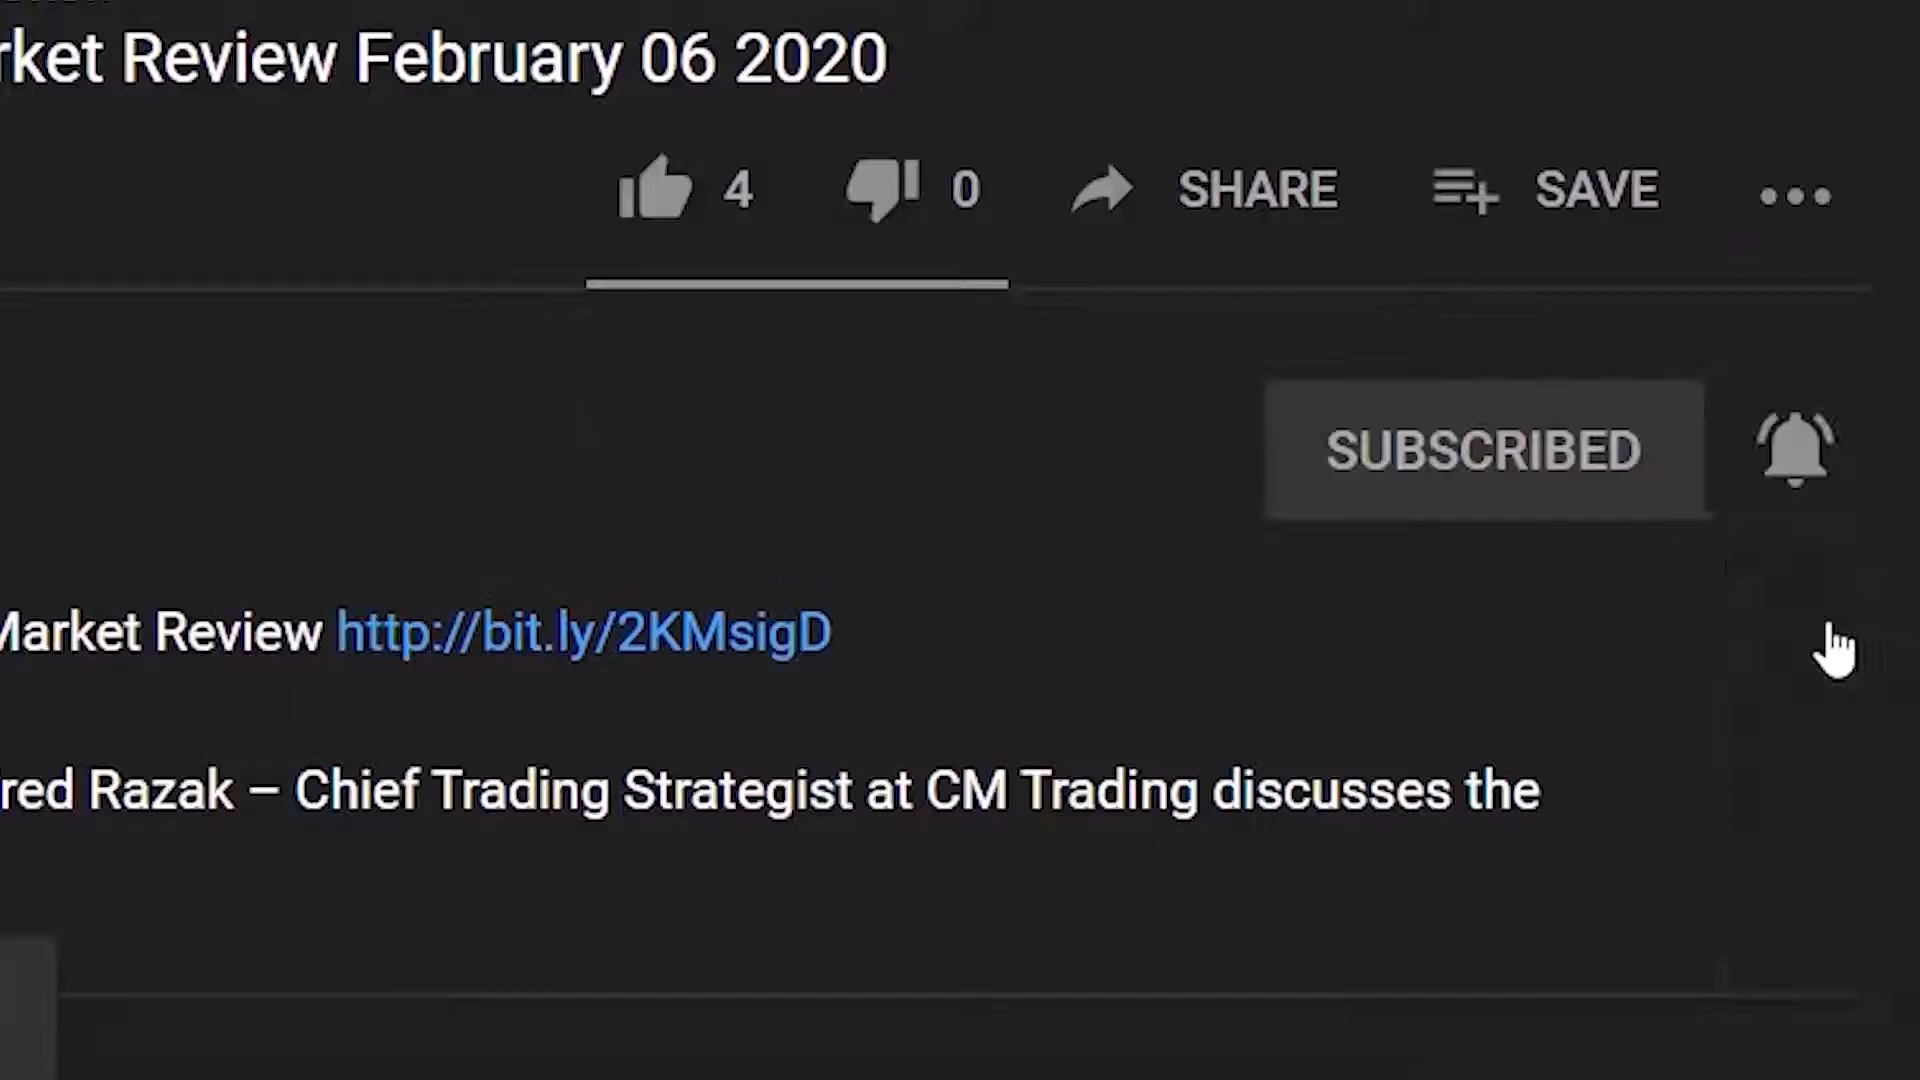 rket Review February 06 2020
4 0 SHARE SAVE
SUBSCRIBED
Market Review http://bit.ly/2KMsigD
red Razak – Chief Trading Strategist at CM Trading discusses the